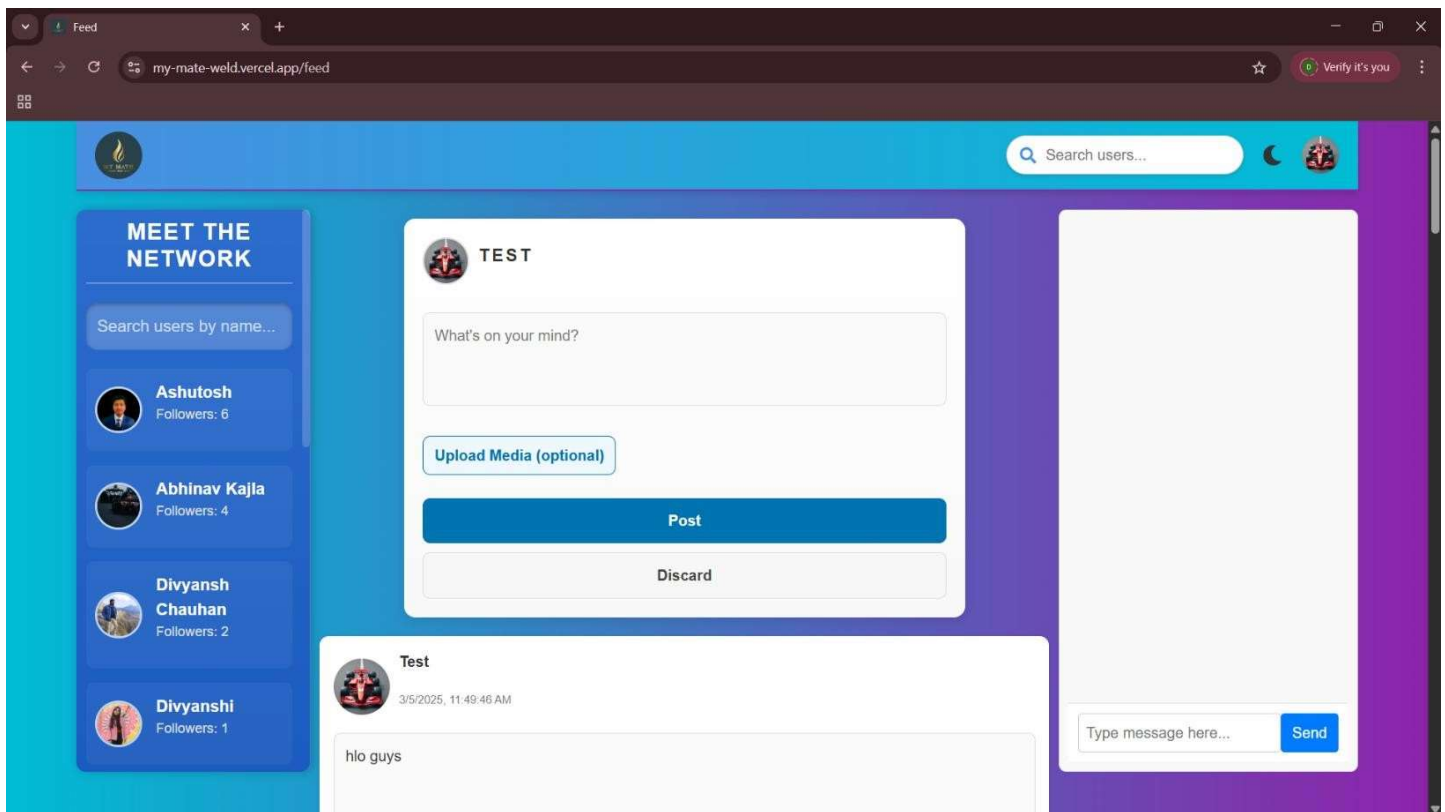 Feed
my-mate-weld.vercel.app/feed
Verify it's you
MY MATE
Search users...
MEET THE
NETWORK
Search users by name...
Ashutosh
Followers: 6
Abhinav Kajla
Followers: 4
Divyansh
Chauhan
Followers: 2
Divyanshi
Followers: 1
TEST
What's on your mind?
Upload Media (optional)
Post
Discard
Test
3/5/2025, 11:49:46 AM
hlo guys
Type message here...
Send